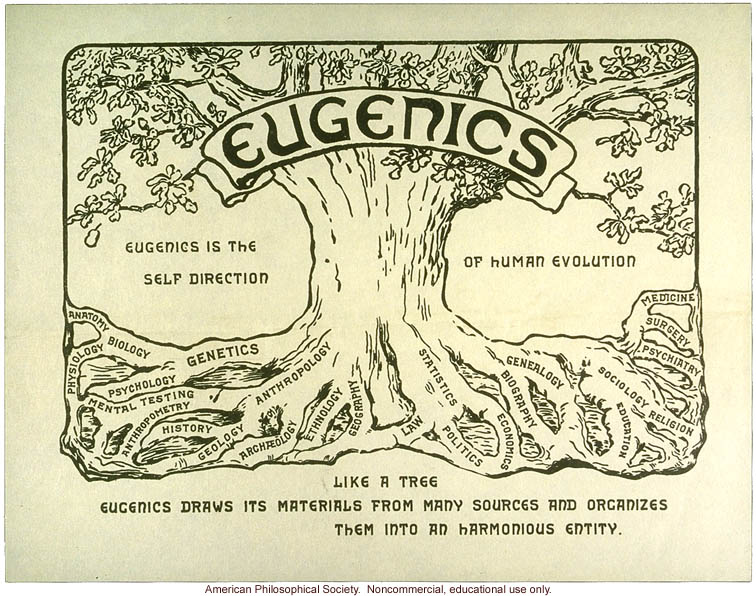 EUGENICS
EUGENICS IS THE
SELF DIRECTION
OF HUMAN EVOLUTION
ANATOMY
BIOLOGY
PHYSIOLOGY
GENETICS
PSYCHOLOGY
MENTAL TESTING
ANTHROPOMETRY
HISTORY
ANTHROPOLOGY
GEOLOGY
ARCHÆOLOGY
ETHNOLOGY
GEOGRAPHY
LAW
STATISTICS
POLITICS
ECONOMICS
BIOGRAPHY
GENEALOGY
SOCIOLOGY
EDUCATION
RELIGION
PSYCHIATRY
SURGERY
MEDICINE
LIKE A TREE
EUGENICS DRAWS ITS MATERIALS FROM MANY SOURCES AND ORGANIZES
THEM INTO AN HARMONIOUS ENTITY.
American Philosophical Society. Noncommercial, educational use only.